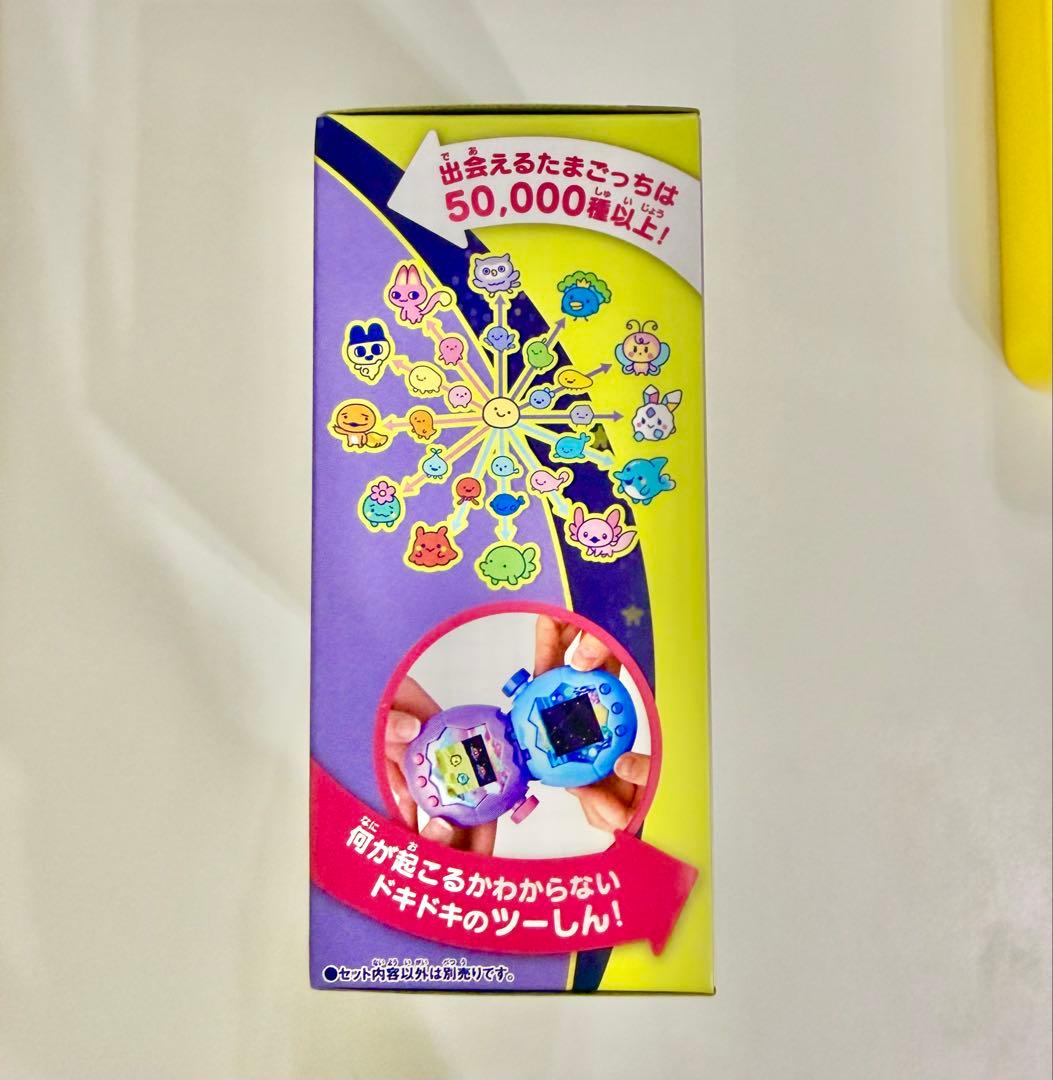 出会えるたまごっちは
50,000種以上!
何が起こるかわからない
ドキドキのツーしん!
●セット内容以外は別売りです。